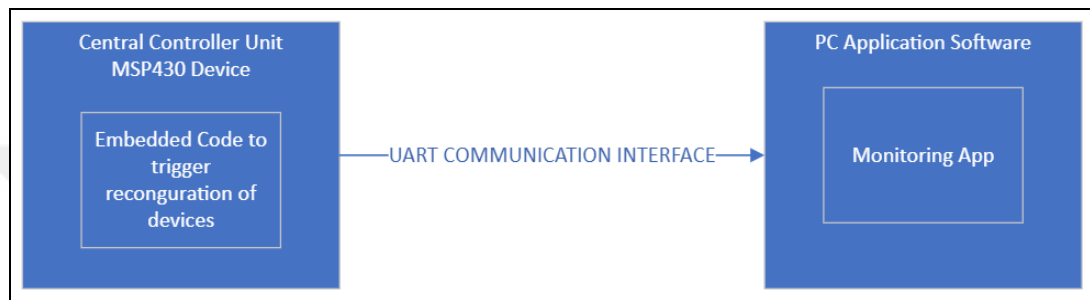 Central Controller Unit
MSP430 Device
Embedded Code to
trigger
reconguration of
devices
UART COMMUNICATION INTERFACE
PC Application Software
Monitoring App